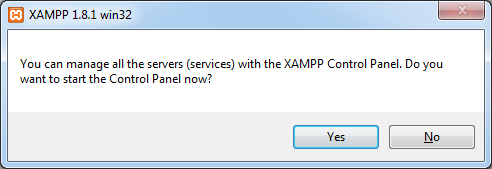 XAMPP 1.8.1 win32
You can manage all the servers (services) with the XAMPP Control Panel. Do you
want to start the Control Panel now?
Yes
No